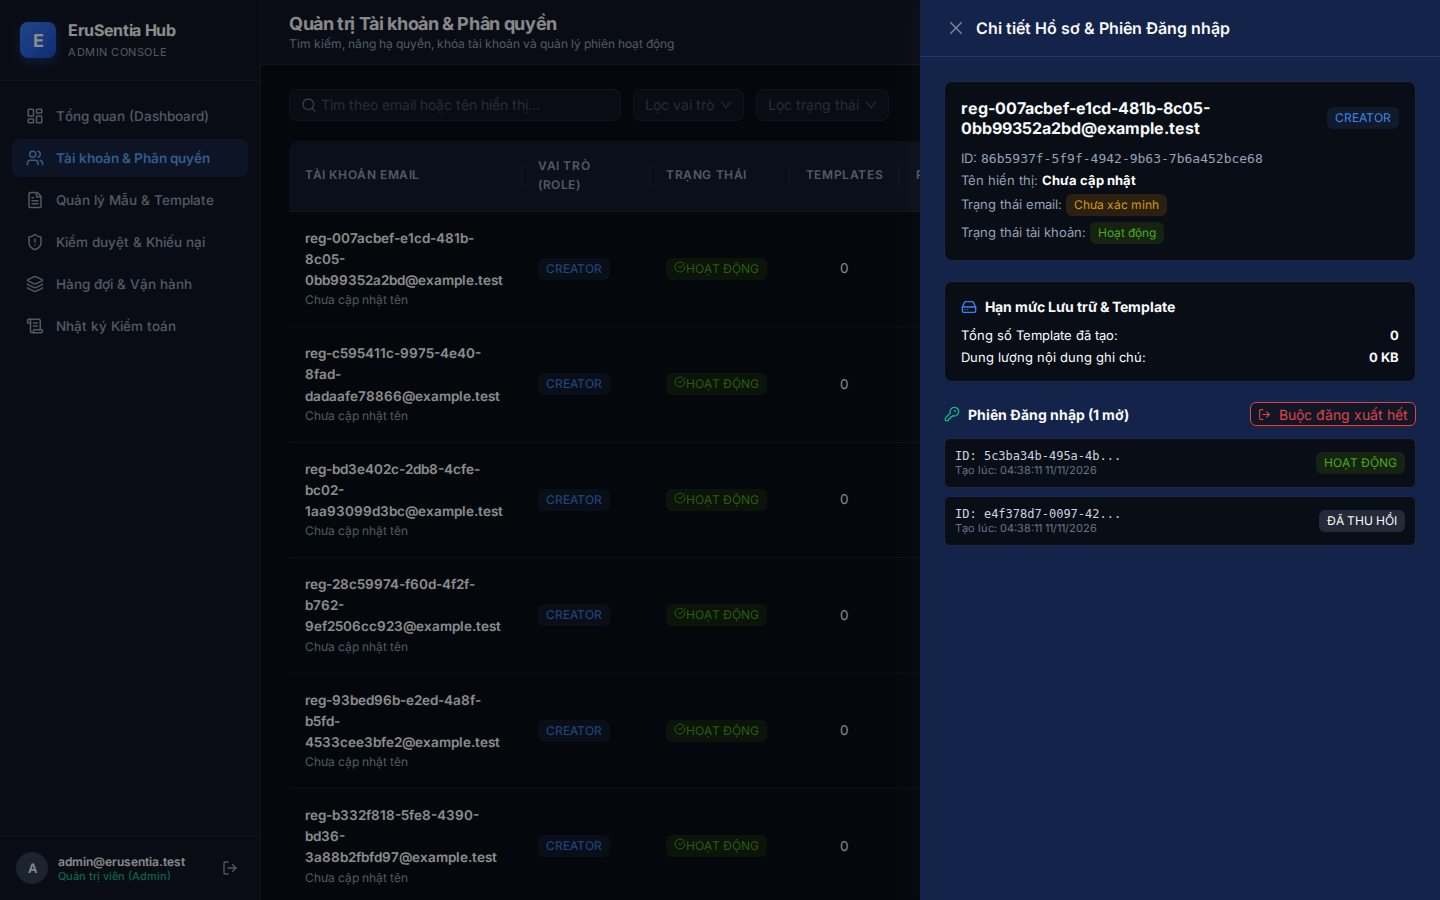 E
EruSentia Hub
ADMIN CONSOLE
Tổng quan (Dashboard)
Tài khoản & Phân quyền
Quản lý Mẫu & Template
Kiểm duyệt & Khiếu nại
Hàng đợi & Vận hành
Nhật ký Kiểm toán
A
admin@erusentia.test
Quản trị viên (Admin)
Quản trị Tài khoản & Phân quyền
Tìm kiếm, nâng hạ quyền, khóa tài khoản và quản lý phiên hoạt động
Tìm theo email hoặc tên hiển thị...
Lọc vai trò
Lọc trạng thái
TÀI KHOẢN EMAIL
VAI TRÒ
(ROLE)
TRẠNG THÁI
TEMPLATES
reg-007acbef-e1cd-481b-
8c05-
0bb99352a2bd@example.test
Chưa cập nhật tên
CREATOR
HOẠT ĐỘNG
0
reg-c595411c-9975-4e40-
8fad-
dadaafe78866@example.test
Chưa cập nhật tên
CREATOR
HOẠT ĐỘNG
0
reg-bd3e402c-2db8-4cfe-
bc02-
1aa93099d3bc@example.test
Chưa cập nhật tên
CREATOR
HOẠT ĐỘNG
0
reg-28c59974-f60d-4f2f-
b762-
9ef2506cc923@example.test
Chưa cập nhật tên
CREATOR
HOẠT ĐỘNG
0
reg-93bed96b-e2ed-4a8f-
b5fd-
4533cee3bfe2@example.test
Chưa cập nhật tên
CREATOR
HOẠT ĐỘNG
0
reg-b332f818-5fe8-4390-
bd36-
3a88b2fbfd97@example.test
Chưa cập nhật tên
CREATOR
HOẠT ĐỘNG
0
Chi tiết Hồ sơ & Phiên Đăng nhập
reg-007acbef-e1cd-481b-8c05-
0bb99352a2bd@example.test
CREATOR
ID: 86b5937f-5f9f-4942-9b63-7b6a452bce68
Tên hiển thị: Chưa cập nhật
Trạng thái email: Chưa xác minh
Trạng thái tài khoản: Hoạt động
Hạn mức Lưu trữ & Template
Tổng số Template đã tạo: 0
Dung lượng nội dung ghi chú: 0 KB
Phiên Đăng nhập (1 mở)
Buộc đăng xuất hết
ID: 5c3ba34b-495a-4b...
Tạo lúc: 04:38:11 11/11/2026
HOẠT ĐỘNG
ID: e4f378d7-0097-42...
Tạo lúc: 04:38:11 11/11/2026
ĐÃ THU HỒI